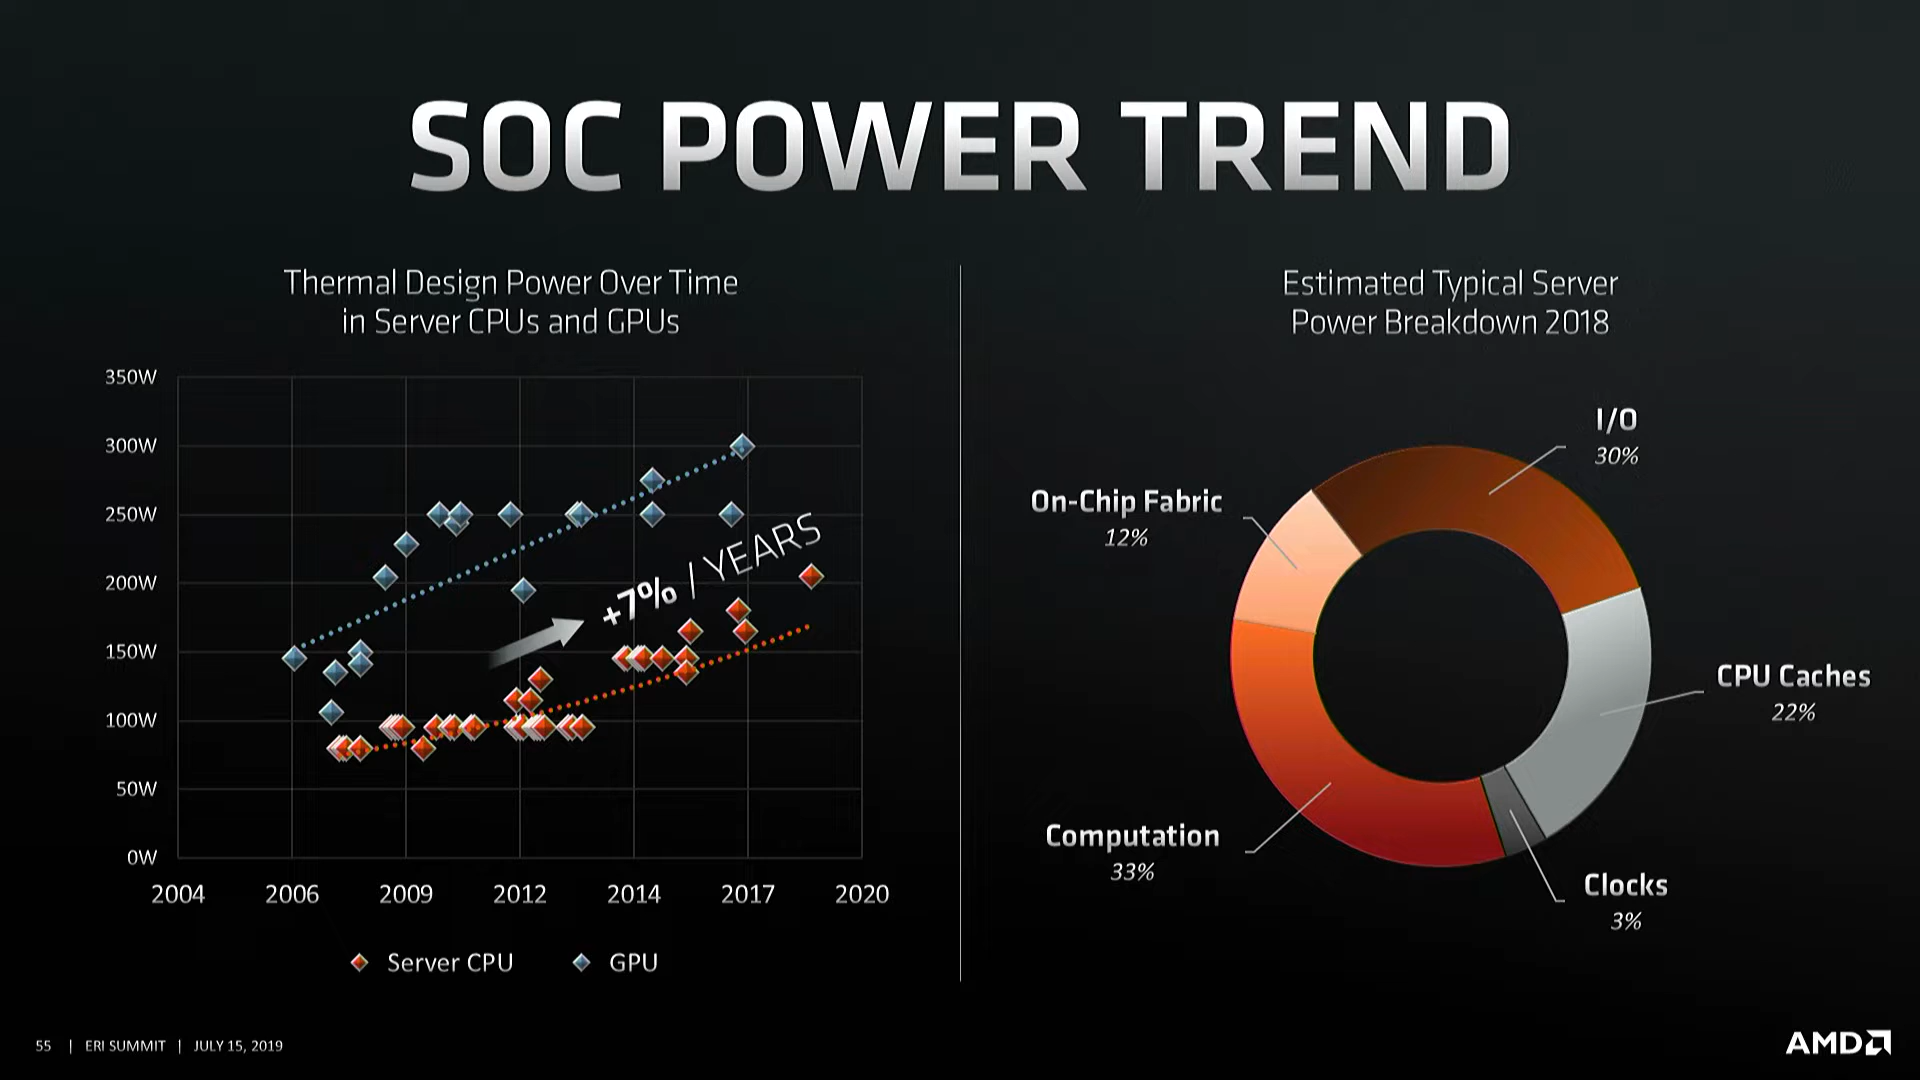 SOC POWER TREND
Thermal Design Power Over Time
in Server CPUs and GPUs
350W
300W
250W
200W
150W
100W
50W
0W
2004 2006 2009 2012 2014 2017 2020
+7% / YEARS
Server CPU GPU
Estimated Typical Server
Power Breakdown 2018
I/O
30%
On-Chip Fabric
12%
CPU Caches
22%
Computation
33%
Clocks
3%
55 | ERI SUMMIT | JULY 15, 2019
AMD